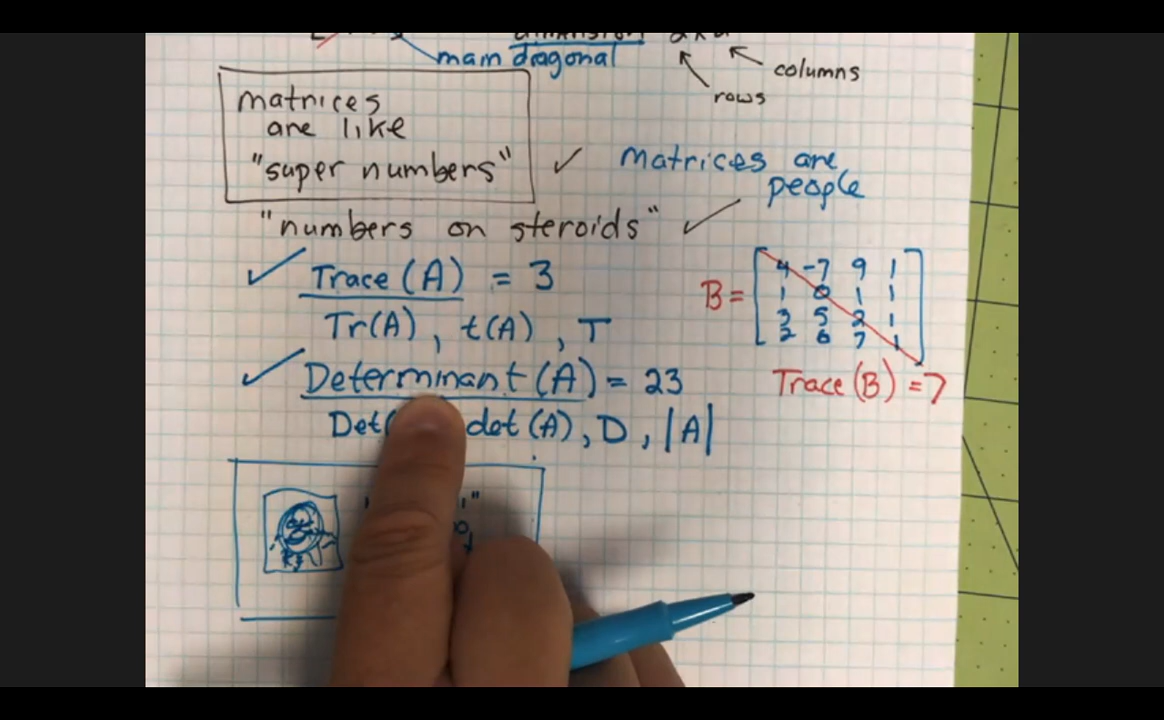 main diagonal
columns
rows
matrices
are like
"super numbers" ✓
matrices are
people
"numbers on steroids" ✓
✓ Trace (A) = 3
Tr(A), t(A), T
B = [4 -7 9 1
1 0 1 1
3 5 2 1
2 6 7 1]
Trace (B) = 7
✓ Determinant (A) = 23
Det( det (A), D, |A|